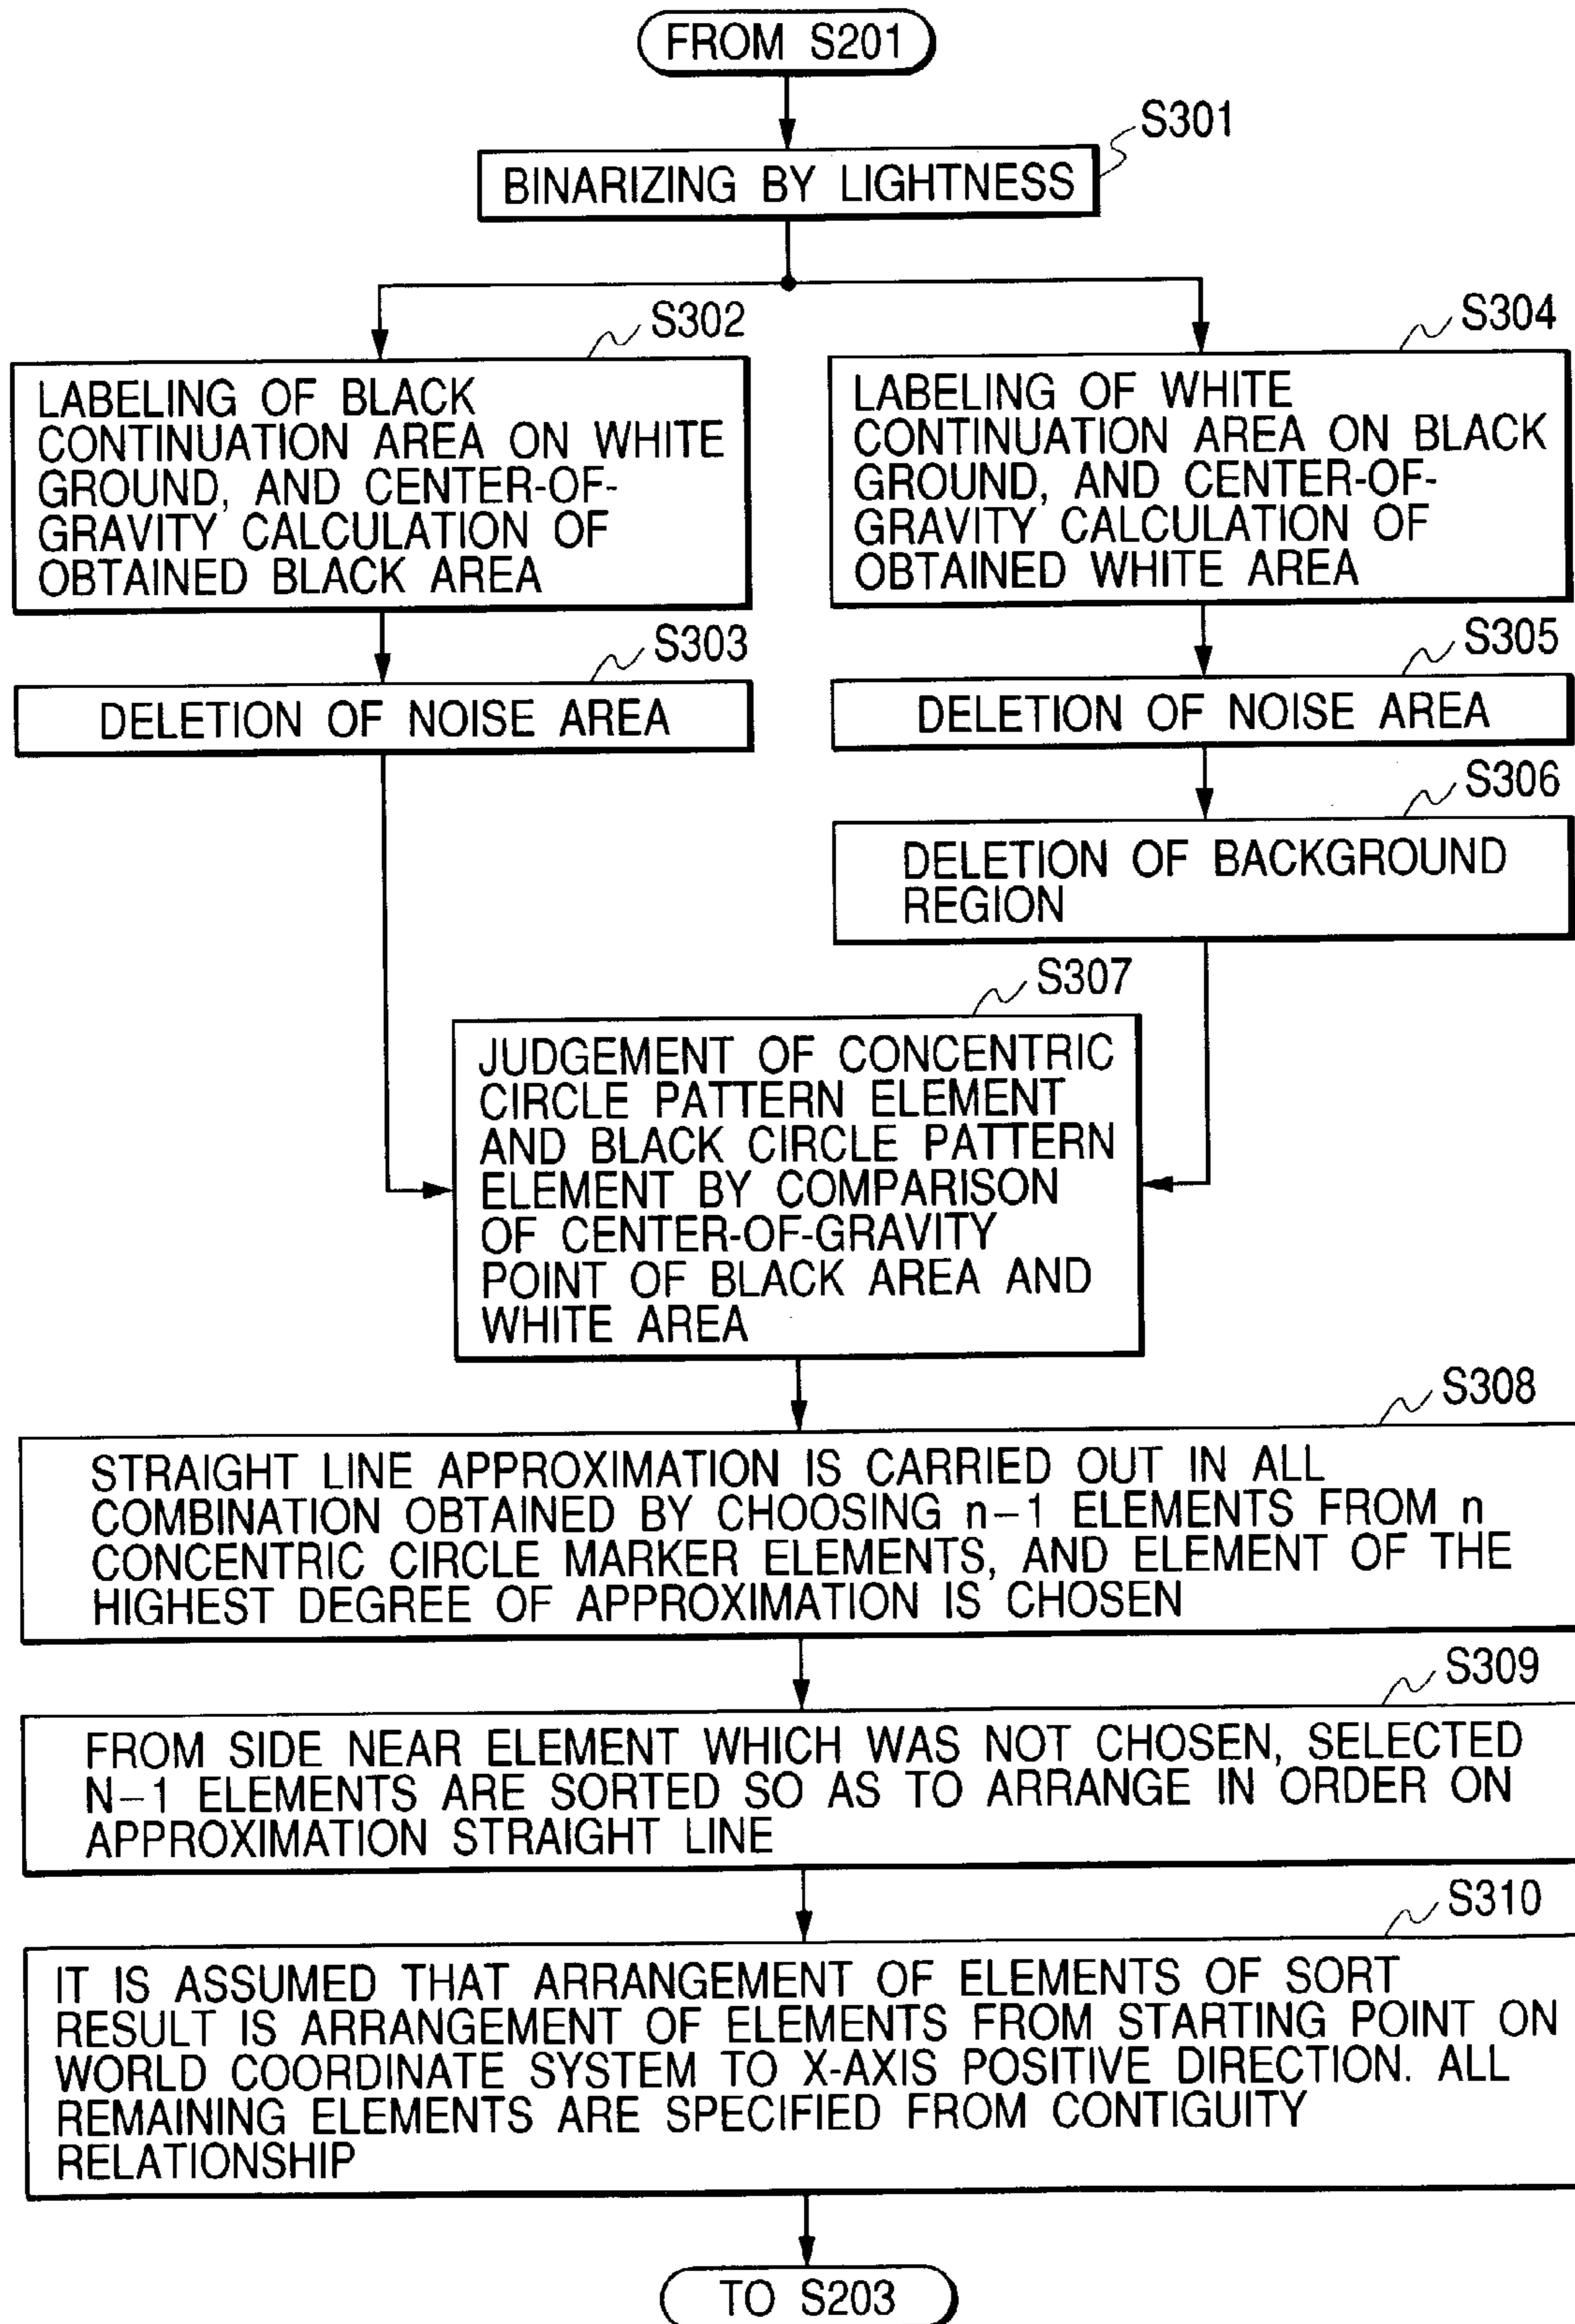 FROM S201
S301
BINARIZING BY LIGHTNESS
S302
LABELING OF BLACK
CONTINUATION AREA ON WHITE
GROUND, AND CENTER-OF-
GRAVITY CALCULATION OF
OBTAINED BLACK AREA
S304
LABELING OF WHITE
CONTINUATION AREA ON BLACK
GROUND, AND CENTER-OF-
GRAVITY CALCULATION OF
OBTAINED WHITE AREA
S303
DELETION OF NOISE AREA
S305
DELETION OF NOISE AREA
S306
DELETION OF BACKGROUND
REGION
S307
JUDGEMENT OF CONCENTRIC
CIRCLE PATTERN ELEMENT
AND BLACK CIRCLE PATTERN
ELEMENT BY COMPARISON
OF CENTER-OF-GRAVITY
POINT OF BLACK AREA AND
WHITE AREA
S308
STRAIGHT LINE APPROXIMATION IS CARRIED OUT IN ALL
COMBINATION OBTAINED BY CHOOSING n-1 ELEMENTS FROM n
CONCENTRIC CIRCLE MARKER ELEMENTS, AND ELEMENT OF THE
HIGHEST DEGREE OF APPROXIMATION IS CHOSEN
S309
FROM SIDE NEAR ELEMENT WHICH WAS NOT CHOSEN, SELECTED
N-1 ELEMENTS ARE SORTED SO AS TO ARRANGE IN ORDER ON
APPROXIMATION STRAIGHT LINE
S310
IT IS ASSUMED THAT ARRANGEMENT OF ELEMENTS OF SORT
RESULT IS ARRANGEMENT OF ELEMENTS FROM STARTING POINT ON
WORLD COORDINATE SYSTEM TO X-AXIS POSITIVE DIRECTION. ALL
REMAINING ELEMENTS ARE SPECIFIED FROM CONTIGUITY
RELATIONSHIP
TO S203